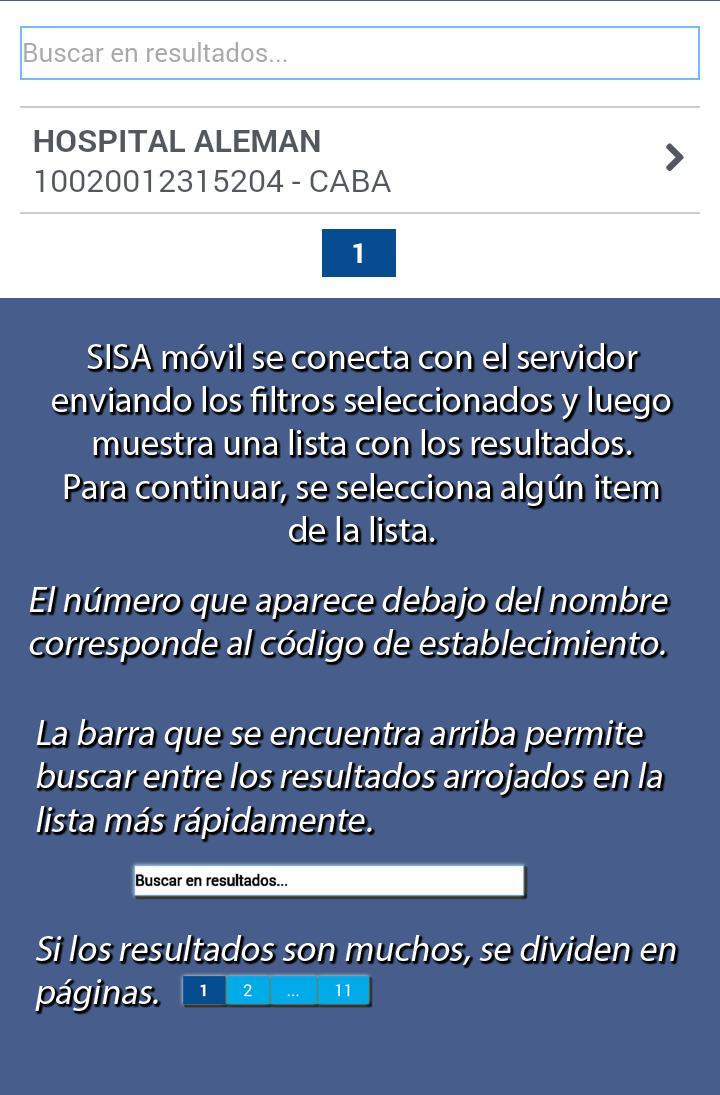 Buscar en resultados...
HOSPITAL ALEMAN
10020012315204 - CABA
1
SISA móvil se conecta con el servidor
enviando los filtros seleccionados y luego
muestra una lista con los resultados.
Para continuar, se selecciona algún item
de la lista.
El número que aparece debajo del nombre
corresponde al código de establecimiento.
La barra que se encuentra arriba permite
buscar entre los resultados arrojados en la
lista más rápidamente.
Buscar en resultados...
Si los resultados son muchos, se dividen en
páginas. 1 2 ... 11